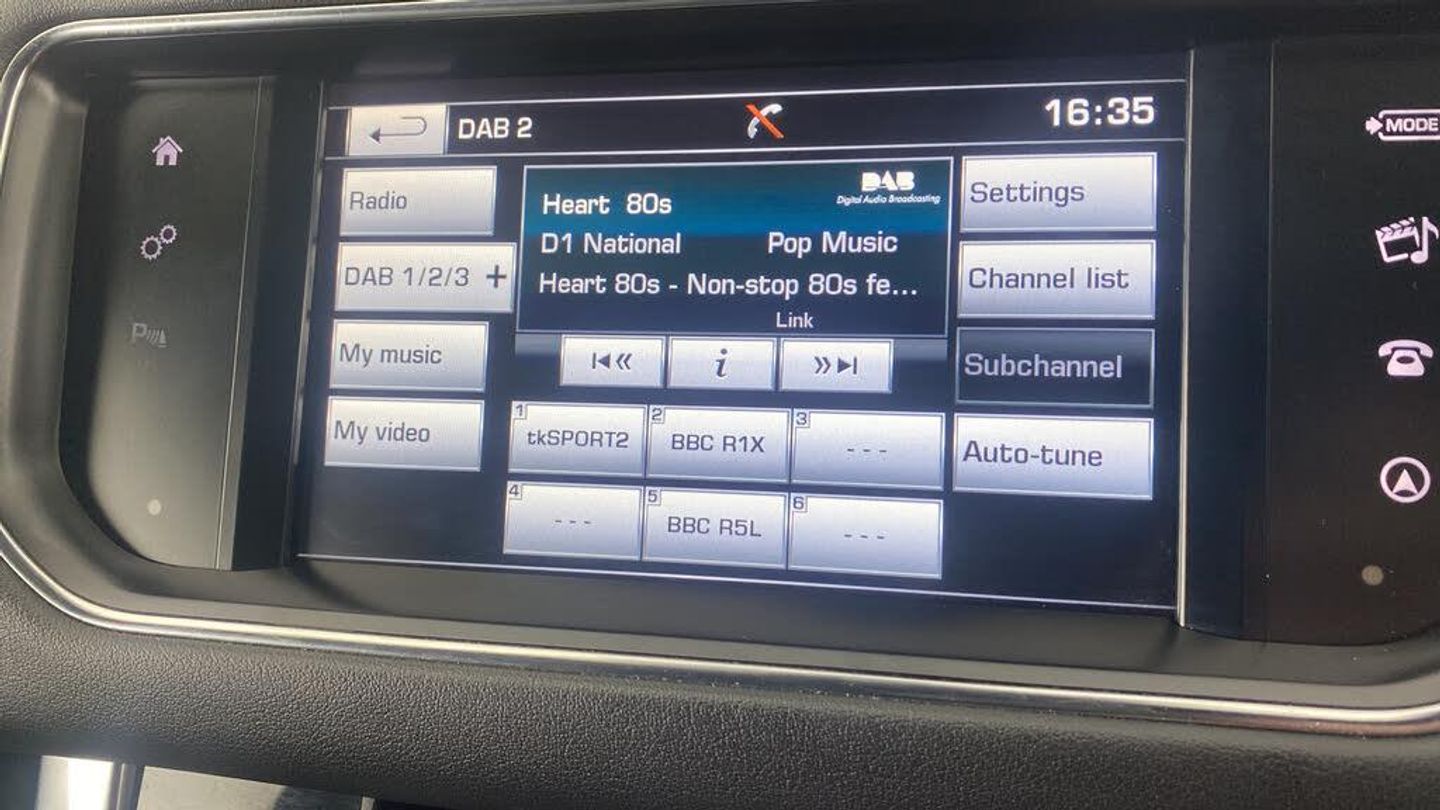 DAB 2
16:35
MODE
Radio
DAB 1/2/3 +
My music
My video
DAB
Digital Audio Broadcasting
Heart 80s
D1 National Pop Music
Heart 80s - Non-stop 80s fe...
Link
i
1 tkSPORT2
2 BBC R1X
3 ---
4 ---
5 BBC R5L
6 ---
Settings
Channel list
Subchannel
Auto-tune
P